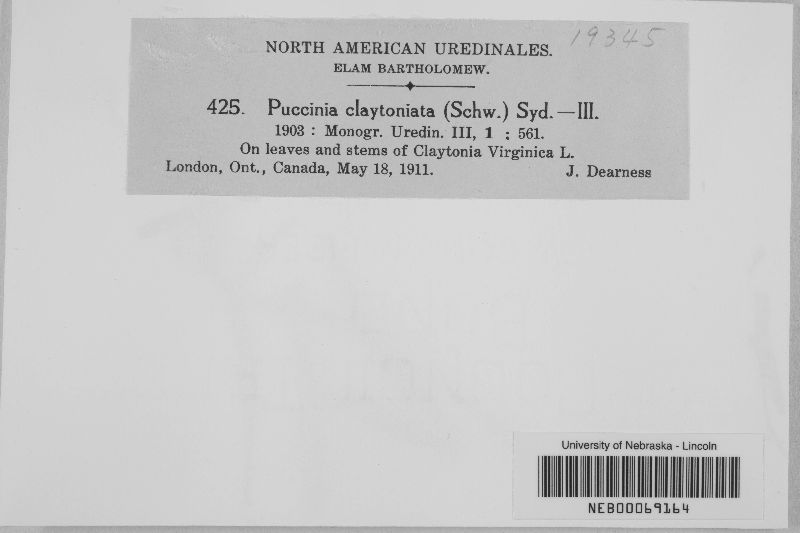 19345
NORTH AMERICAN UREDINALES.
ELAM BARTHOLOMEW.
425. Puccinia claytoniata (Schw.) Syd.—III.
1903 : Monogr. Uredin. III, 1 : 561.
On leaves and stems of Claytonia Virginica L.
London, Ont., Canada, May 18, 1911. J. Dearness
University of Nebraska - Lincoln
NEB00069164